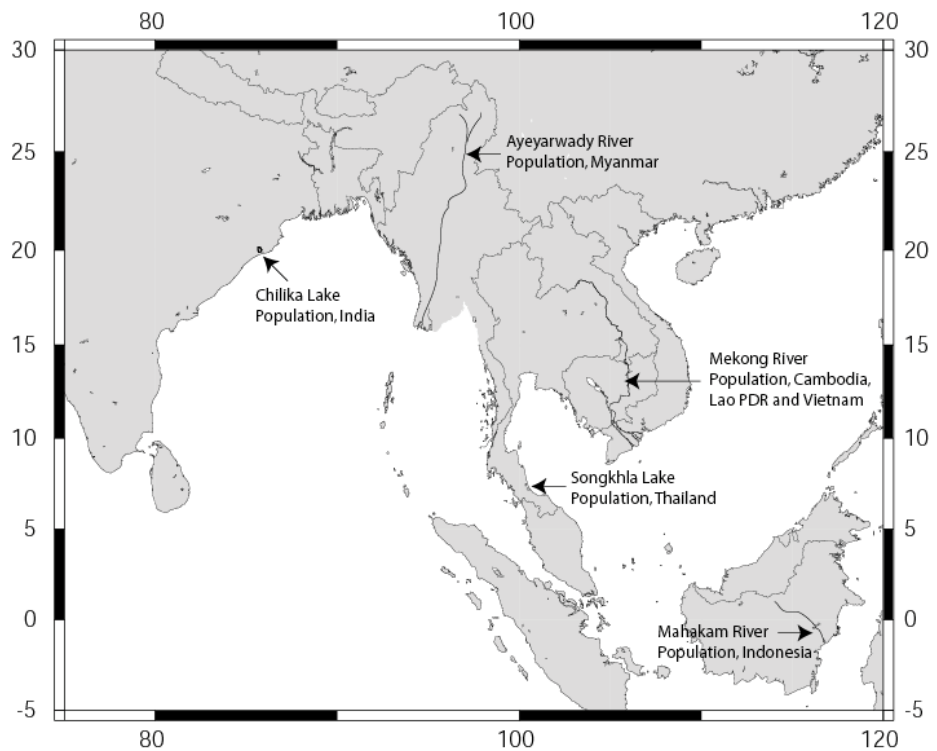 80 100 120
30 30
Ayeyarwady River
Population, Myanmar
25 25
20 20
Chilika Lake
Population, India
15 15
Mekong River
Population, Cambodia,
Lao PDR and Vietnam
10 10
Songkhla Lake
Population, Thailand
5 5
0 0
Mahakam River
Population, Indonesia
-5 -5
80 100 120